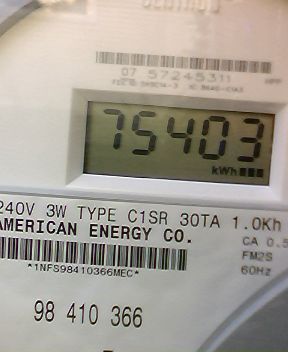 07 57245311
75403
kWh
240V 3W TYPE C1SR 30TA 1.0Kh
AMERICAN ENERGY CO.
CA 0.5
FM2S
60Hz
*1NFS98410366MEC*
98 410 366